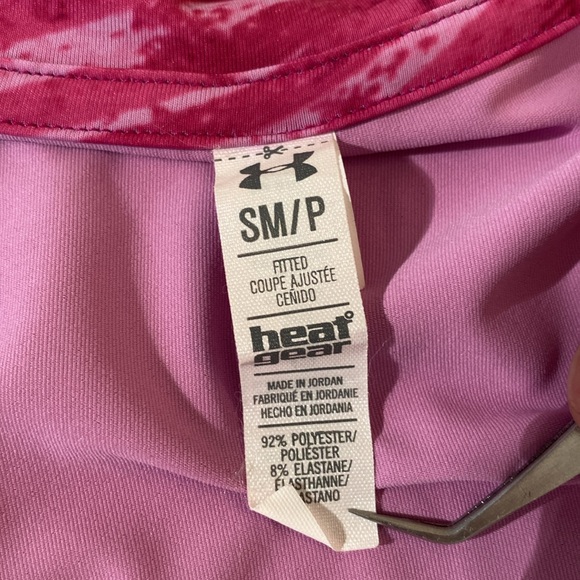 SM/P
FITTED
COUPE AJUSTÉE
CEÑIDO
heat
gear
MADE IN JORDAN
FABRIQUÉ EN JORDANIE
HECHO EN JORDANIA
92% POLYESTER/
POLIÉSTER
8% ELASTANE/
ÉLASTHANNE/
ASTANO